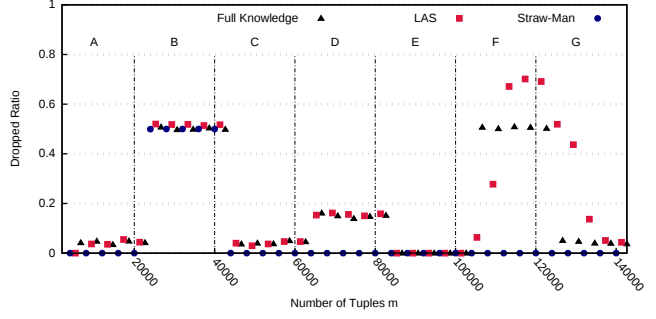 Full Knowledge LAS Straw-Man
A B C D E F G
1
0.8
0.6
0.4
0.2
0
Dropped Ratio
20000 40000 60000 80000 100000 120000 140000
Number of Tuples m